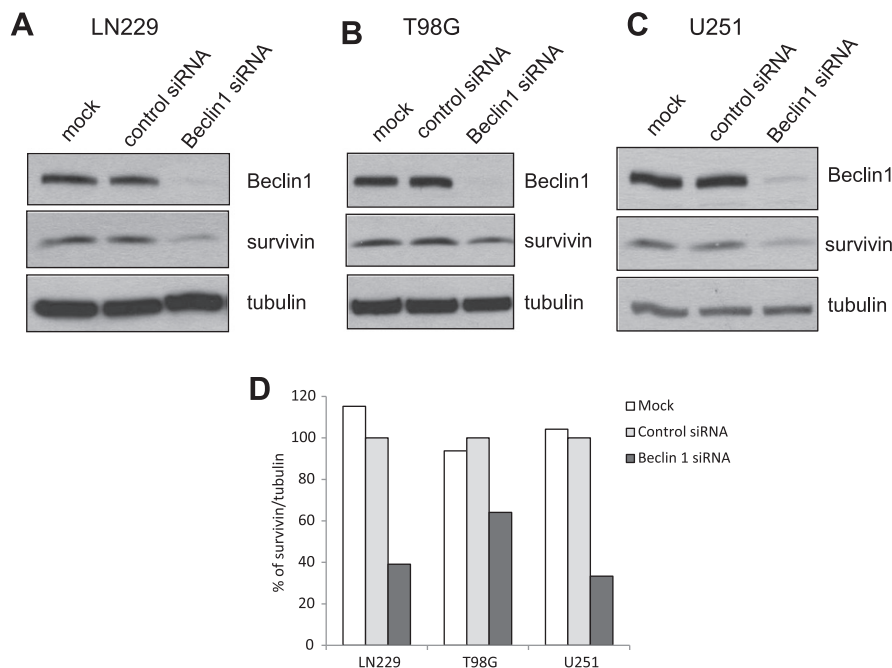 A
LN229
mock
control siRNA
Beclin1 siRNA
Beclin1
survivin
tubulin
B
T98G
mock
control siRNA
Beclin1 siRNA
Beclin1
survivin
tubulin
C
U251
mock
control siRNA
Beclin1 siRNA
Beclin1
survivin
tubulin
D
% of survivin/tubulin
120
100
80
60
40
20
0
LN229
T98G
U251
Mock
Control siRNA
Beclin 1 siRNA